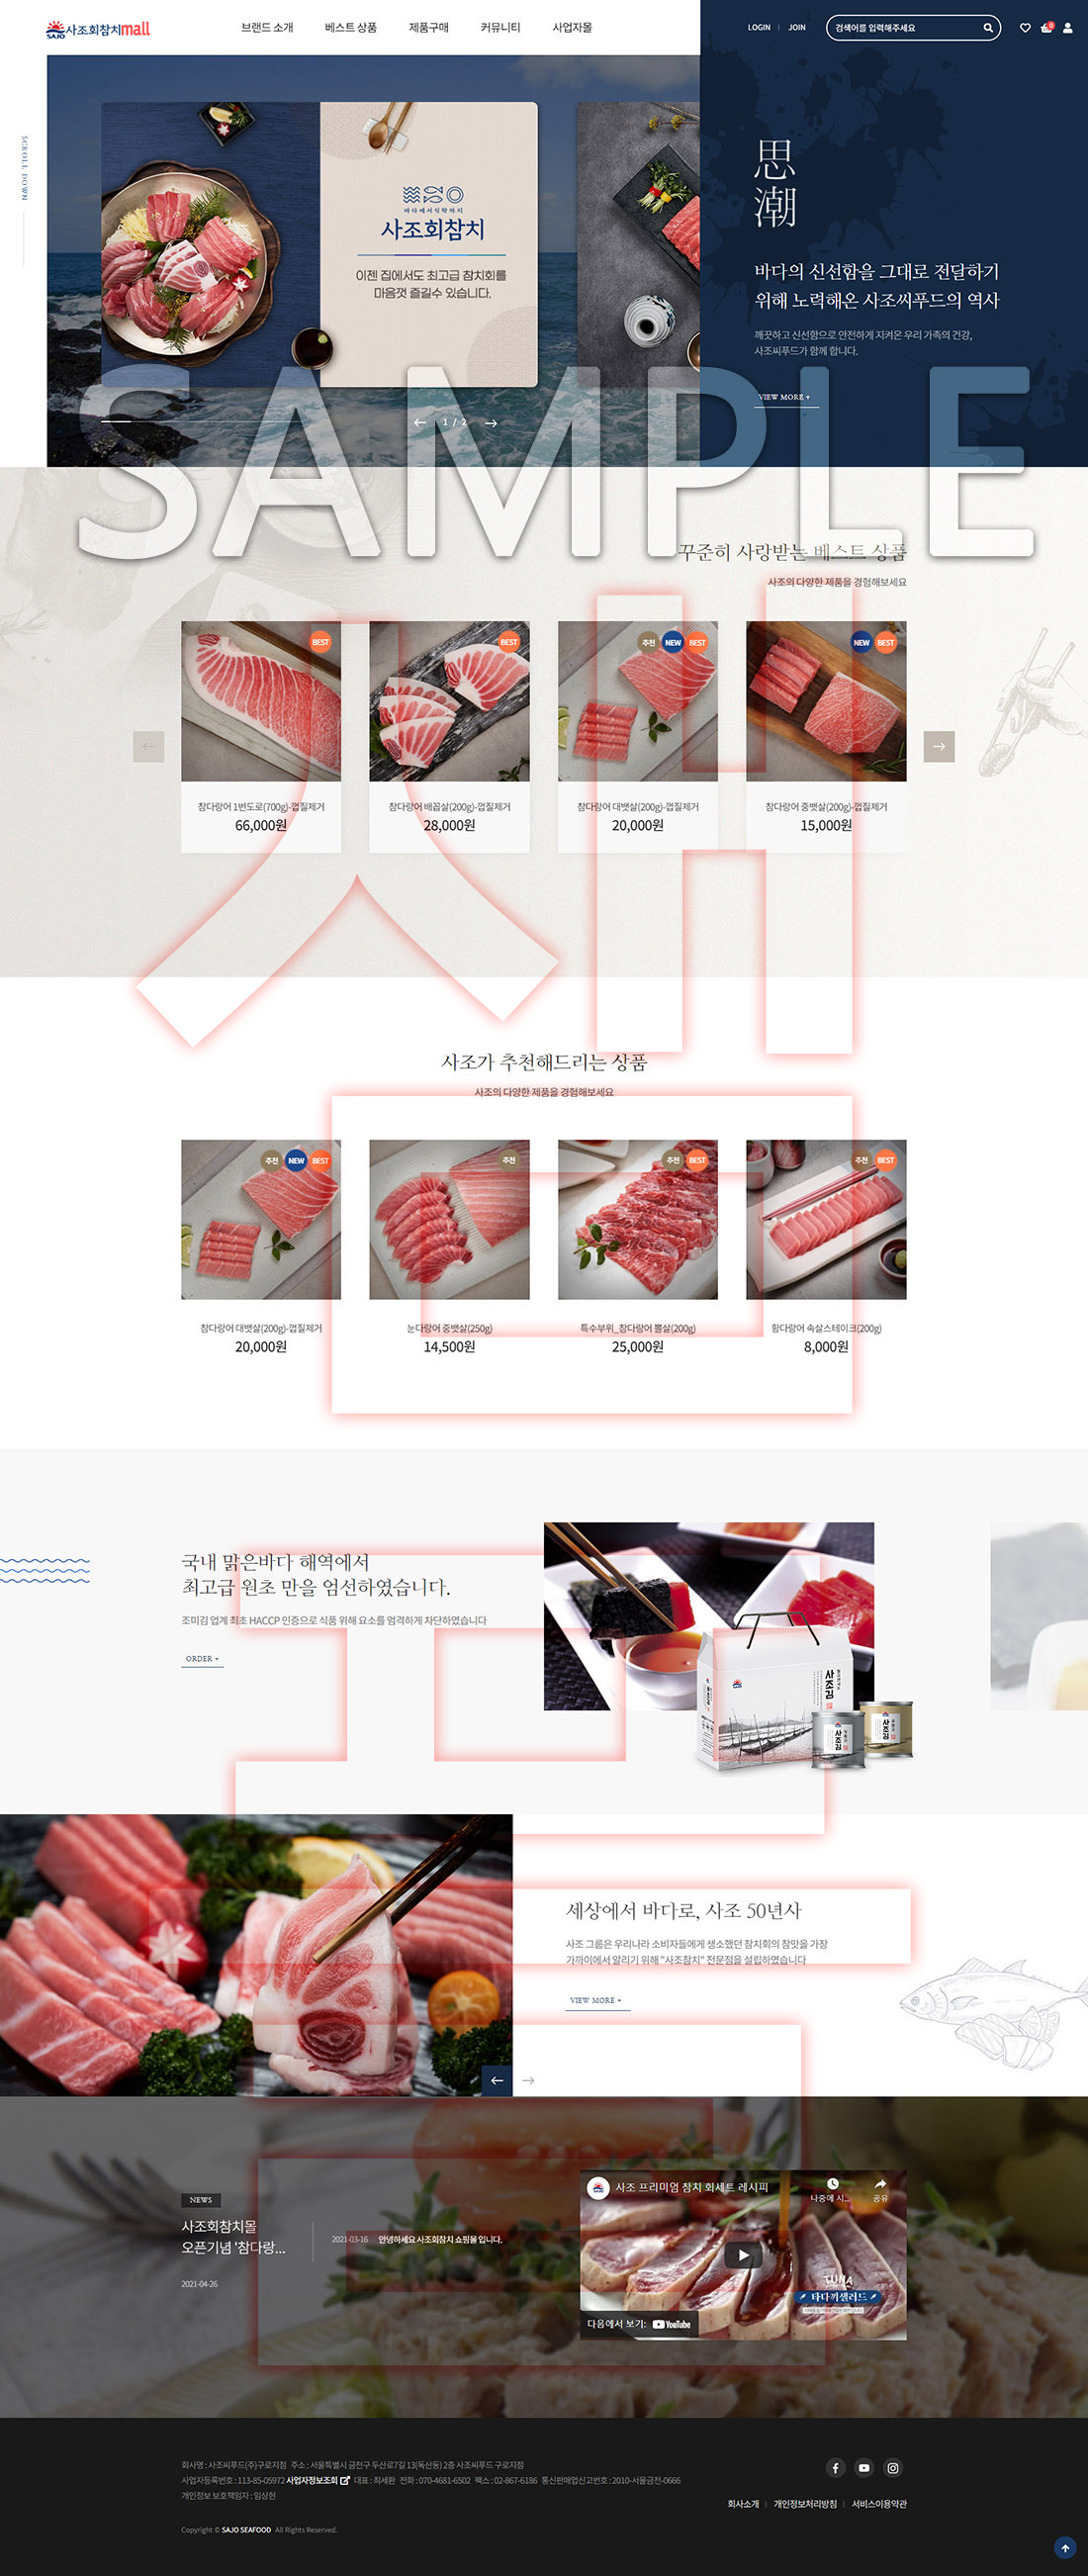 SAJO 사조회참치mall
브랜드 소개 베스트 상품 제품구매 커뮤니티 사업자몰
LOGIN JOIN 검색어를 입력해주세요 0
SCROLL DOWN
바다에서식탁까지
사조회참치
이젠 집에서도 최고급 참치회를
마음껏 즐길수 있습니다.
1 / 2
思
潮
바다의 신선함을 그대로 전달하기
위해 노력해온 사조씨푸드의 역사
깨끗하고 신선함으로 안전하게 지켜온 우리 가족의 건강,
사조씨푸드가 함께 합니다.
VIEW MORE +
SAMPLE
샘플
꾸준히 사랑받는 베스트 상품
사조의 다양한 제품을 경험해보세요
BEST
BEST
추천 NEW BEST
NEW BEST
참다랑어 1번도로(700g)-껍질제거
66,000원
참다랑어 배꼽살(200g)-껍질제거
28,000원
참다랑어 대뱃살(200g)-껍질제거
20,000원
참다랑어 중뱃살(200g)-껍질제거
15,000원
사조가 추천해드리는 상품
사조의 다양한 제품을 경험해보세요
추천 NEW BEST
추천
추천 BEST
추천 BEST
참다랑어 대뱃살(200g)-껍질제거
20,000원
눈다랑어 중뱃살(250g)
14,500원
특수부위_참다랑어 뽈살(200g)
25,000원
황다랑어 속살스테이크(200g)
8,000원
국내 맑은바다 해역에서
최고급 원초 만을 엄선하였습니다.
조미김 업계 최초 HACCP 인증으로 식품 위해 요소를 엄격하게 차단하였습니다
ORDER +
사조김
사조김
사조김
세상에서 바다로, 사조 50년사
사조 그룹은 우리나라 소비자들에게 생소했던 참치회의 참맛을 가장
가까이에서 알리기 위해 "사조참치" 전문점을 설립하였습니다
VIEW MORE +
NEWS
사조회참치몰
오픈기념 '참다랑...
2021-04-26
2021-03-16 안녕하세요 사조회참치 쇼핑몰 입니다.
사조 프리미엄 참치 회세트 레시피
나중에 시... 공유
TUNA
타다끼샐러드
다음에서 보기: YouTube
회사명 : 사조씨푸드(주)구로지점 주소 : 서울특별시 금천구 두산로7길 13(독산동) 2층 사조씨푸드 구로지점
사업자등록번호 : 113-85-05972 사업자정보조회 대표 : 최세환 전화 : 070-4681-6502 팩스 : 02-867-6186 통신판매업신고번호 : 2010-서울금천-0666
개인정보 보호책임자 : 임상헌
회사소개 개인정보처리방침 서비스이용약관
Copyright © SAJO SEAFOOD All Rights Reserved.